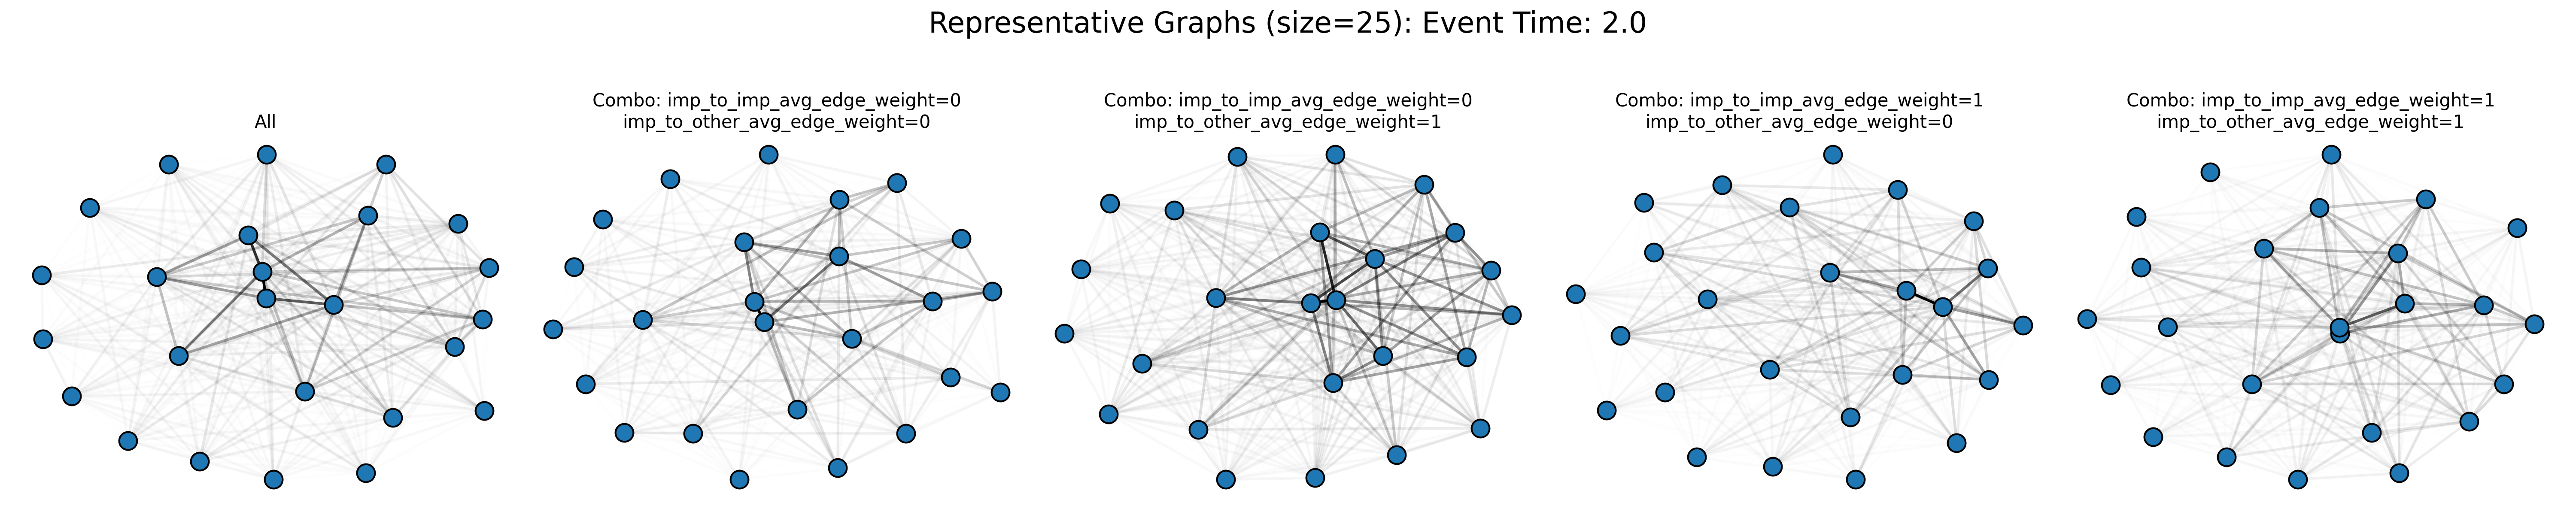 Representative Graphs (size=25): Event Time: 2.0
All
Combo: imp_to_imp_avg_edge_weight=0
imp_to_other_avg_edge_weight=0
Combo: imp_to_imp_avg_edge_weight=0
imp_to_other_avg_edge_weight=1
Combo: imp_to_imp_avg_edge_weight=1
imp_to_other_avg_edge_weight=0
Combo: imp_to_imp_avg_edge_weight=1
imp_to_other_avg_edge_weight=1